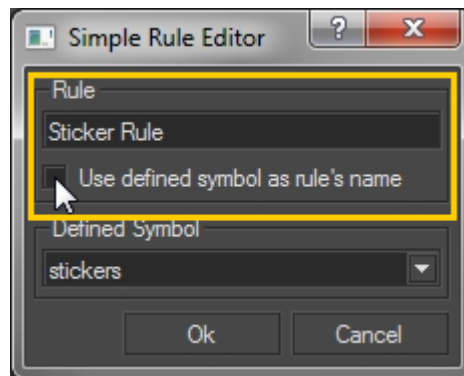 Simple Rule Editor
?
X
Rule
Sticker Rule
Use defined symbol as rule's name
Defined Symbol
stickers
Ok
Cancel